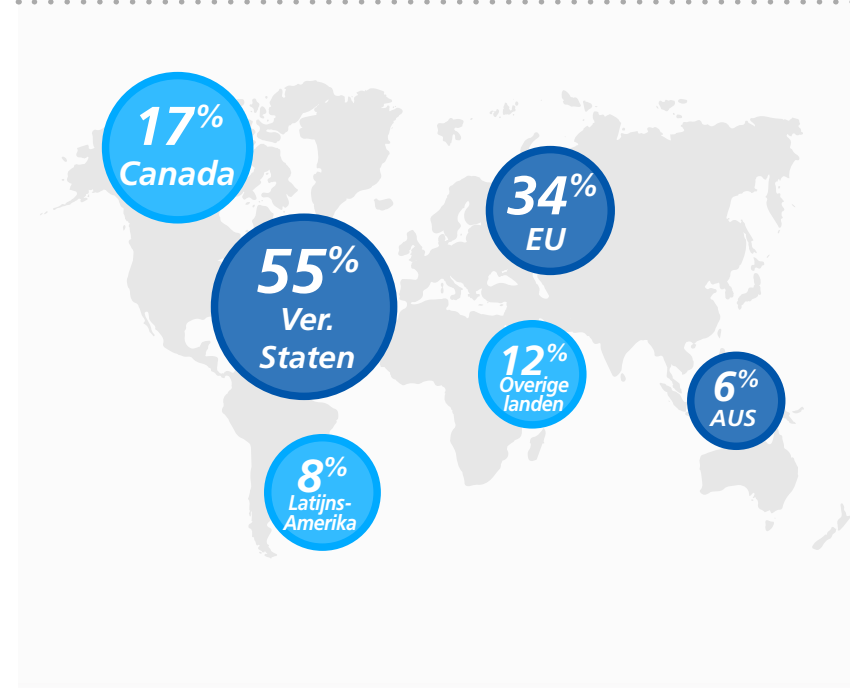 17%
Canada
34%
EU
55%
Ver.
Staten
12%
Overige
landen
6%
AUS
8%
Latijns-
Amerika